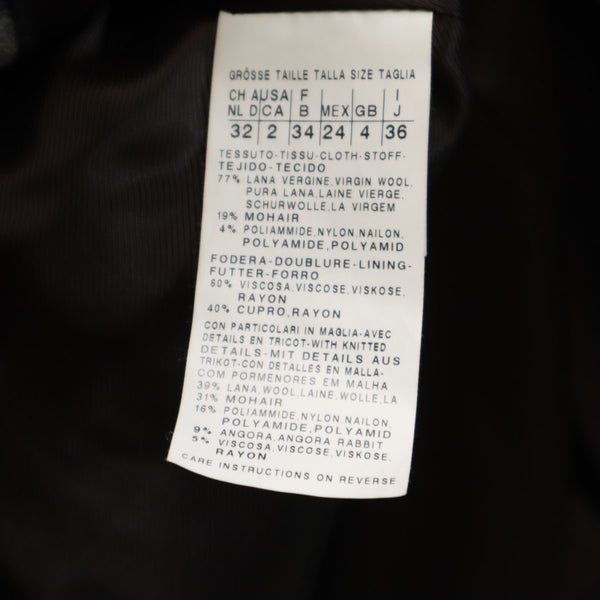 GRÖSSE TAILLE TALLA SIZE TAGLIA
CH AUSA F I
NL D CA B MEX GB J
32 2 34 24 4 36
TESSUTO-TISSU-CLOTH-STOFF-
TEJIDO-TECIDO
77% LANA VERGINE, VIRGIN WOOL,
PURA LANA, LAINE VIERGE,
SCHURWOLLE, LA VIRGEM
19% MOHAIR
4% POLIAMMIDE, NYLON, NAILON,
POLYAMIDE, POLYAMID
FODERA-DOUBLURE-LINING-
FUTTER-FORRO
60% VISCOSA, VISCOSE, VISKOSE,
RAYON
40% CUPRO, RAYON
CON PARTICOLARI IN MAGLIA-AVEC
DETAILS EN TRICOT-WITH KNITTED
DETAILS-MIT DETAILS AUS
TRIKOT-CON DETALLES EN MALLA-
COM PORMENORES EM MALHA
39% LANA, WOOL, LAINE, WOLLE, LA
31% MOHAIR
16% POLIAMMIDE, NYLON, NAILON,
POLYAMIDE, POLYAMID
9% ANGORA, ANGORA RABBIT
5% VISCOSA, VISCOSE, VISKOSE,
RAYON
CARE INSTRUCTIONS ON REVERSE